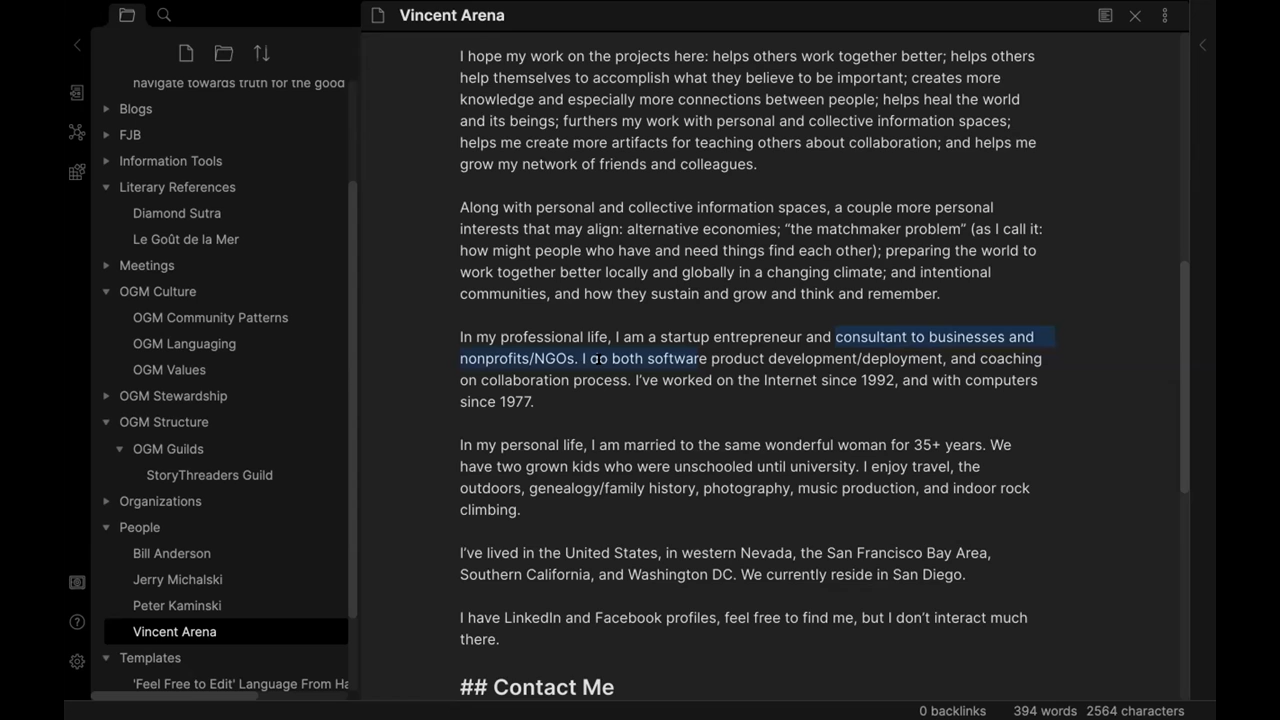 Vincent Arena
navigate towards truth for the good
Blogs
FJB
Information Tools
Literary References
Diamond Sutra
Le Goût de la Mer
Meetings
OGM Culture
OGM Community Patterns
OGM Languaging
OGM Values
OGM Stewardship
OGM Structure
OGM Guilds
StoryThreaders Guild
Organizations
People
Bill Anderson
Jerry Michalski
Peter Kaminski
Vincent Arena
Templates
'Feel Free to Edit' Language From Ha
I hope my work on the projects here: helps others work together better; helps others
help themselves to accomplish what they believe to be important; creates more
knowledge and especially more connections between people; helps heal the world
and its beings; furthers my work with personal and collective information spaces;
helps me create more artifacts for teaching others about collaboration; and helps me
grow my network of friends and colleagues.
Along with personal and collective information spaces, a couple more personal
interests that may align: alternative economies; “the matchmaker problem” (as I call it:
how might people who have and need things find each other); preparing the world to
work together better locally and globally in a changing climate; and intentional
communities, and how they sustain and grow and think and remember.
In my professional life, I am a startup entrepreneur and consultant to businesses and
nonprofits/NGOs. I do both software product development/deployment, and coaching
on collaboration process. I’ve worked on the Internet since 1992, and with computers
since 1977.
In my personal life, I am married to the same wonderful woman for 35+ years. We
have two grown kids who were unschooled until university. I enjoy travel, the
outdoors, genealogy/family history, photography, music production, and indoor rock
climbing.
I’ve lived in the United States, in western Nevada, the San Francisco Bay Area,
Southern California, and Washington DC. We currently reside in San Diego.
I have LinkedIn and Facebook profiles, feel free to find me, but I don’t interact much
there.
## Contact Me
0 backlinks 394 words 2564 characters